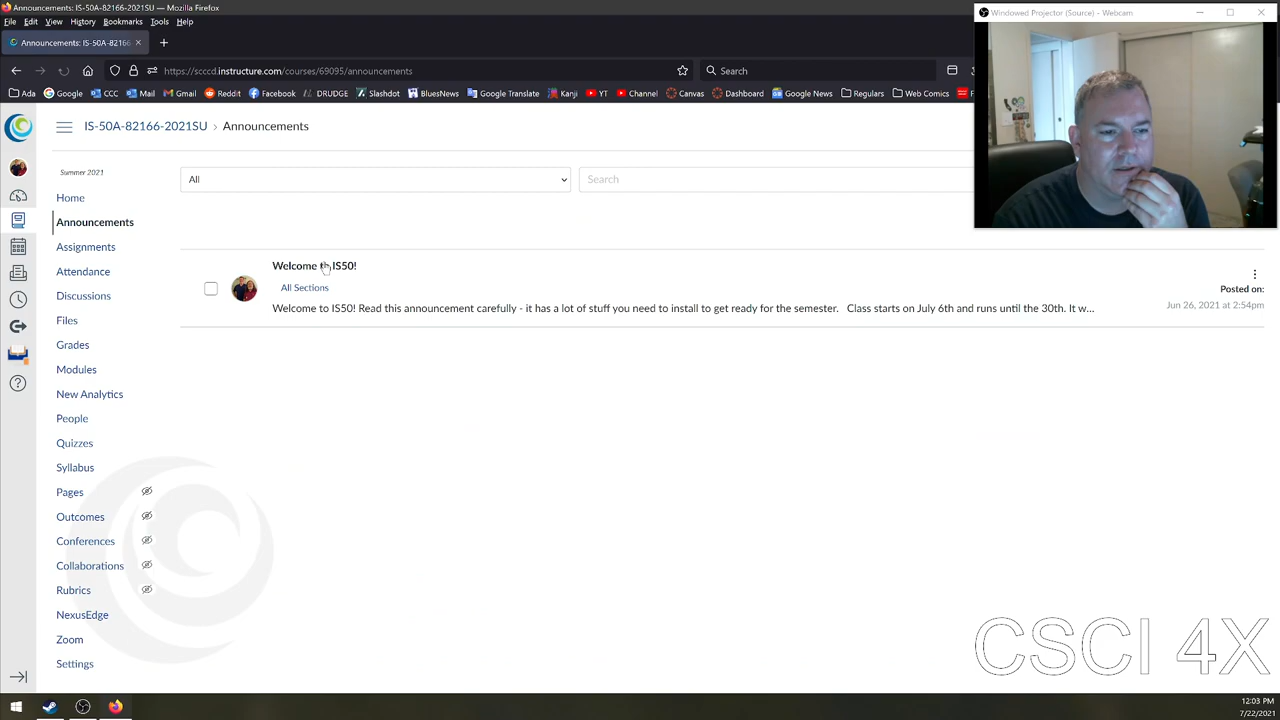 Announcements: IS-50A-82166-2021SU — Mozilla Firefox
File Edit View History Bookmarks Tools Help
Announcements: IS-50A-82166
https://scccd.instructure.com/courses/69095/announcements
Search
Ada Google CCC Mail Gmail Reddit Facebook DRUDGE Slashdot BluesNews Kanji YT Channel Canvas Dashboard Google News Regulars Web Comics
Windowed Projector (Source) - Webcam
IS-50A-82166-2021SU › Announcements
Summer 2021
Home
Announcements
Assignments
Attendance
Discussions
Files
Grades
Modules
New Analytics
People
Quizzes
Syllabus
Pages
Outcomes
Conferences
Collaborations
Rubrics
NexusEdge
Zoom
Settings
All
Search
Welcome to IS50!
All Sections
Welcome to IS50! Read this announcement carefully - it has a lot of stuff you need to install to get ready for the semester. Class starts on July 6th and runs until the 30th. It w...
Posted on:
Jun 26, 2021 at 2:54pm
CSCI 4X
12:03 PM
7/22/2021